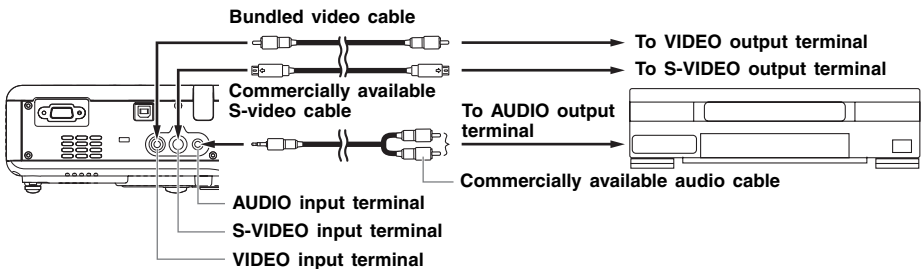 Bundled video cable
To VIDEO output terminal
To S-VIDEO output terminal
Commercially available
S-video cable
To AUDIO output
terminal
Commercially available audio cable
AUDIO input terminal
S-VIDEO input terminal
VIDEO input terminal